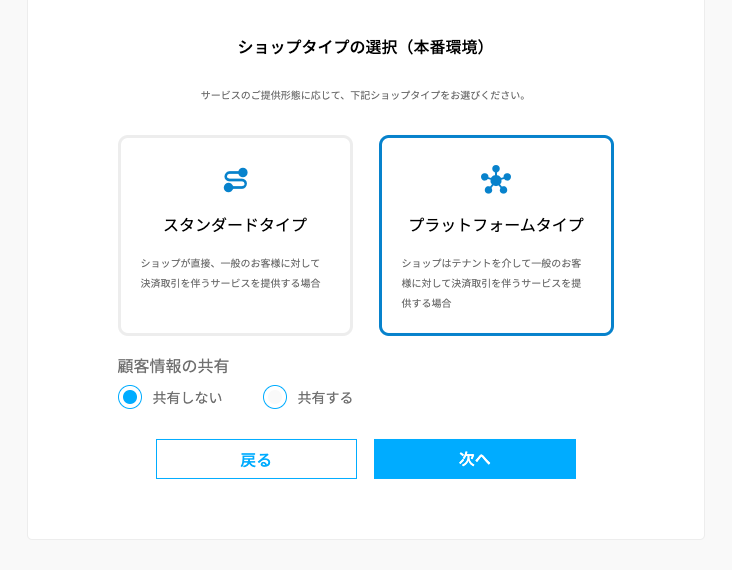 ショップタイプの選択（本番環境）
サービスのご提供形態に応じて、下記ショップタイプをお選びください。
スタンダードタイプ
ショップが直接、一般のお客様に対して
決済取引を伴うサービスを提供する場合
プラットフォームタイプ
ショップはテナントを介して一般のお客
様に対して決済取引を伴うサービスを提
供する場合
顧客情報の共有
共有しない
共有する
戻る
次へ